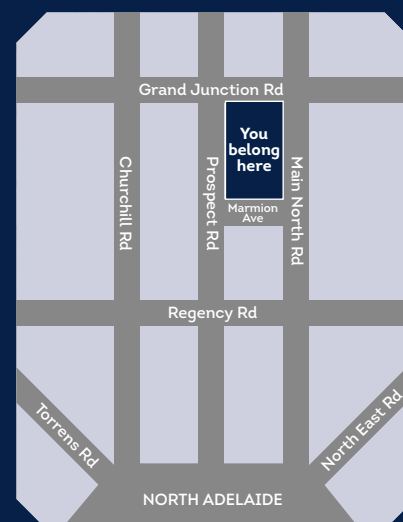 Grand Junction Rd
You
belong
here
Churchill Rd
Prospect Rd
Main North Rd
Marmion
Ave
Regency Rd
Torrens Rd
North East Rd
NORTH ADELAIDE